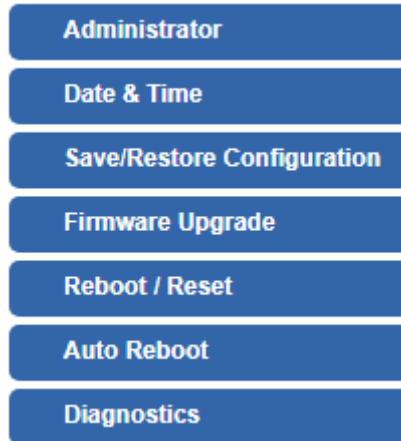 Administrator
Date & Time
Save/Restore Configuration
Firmware Upgrade
Reboot / Reset
Auto Reboot
Diagnostics